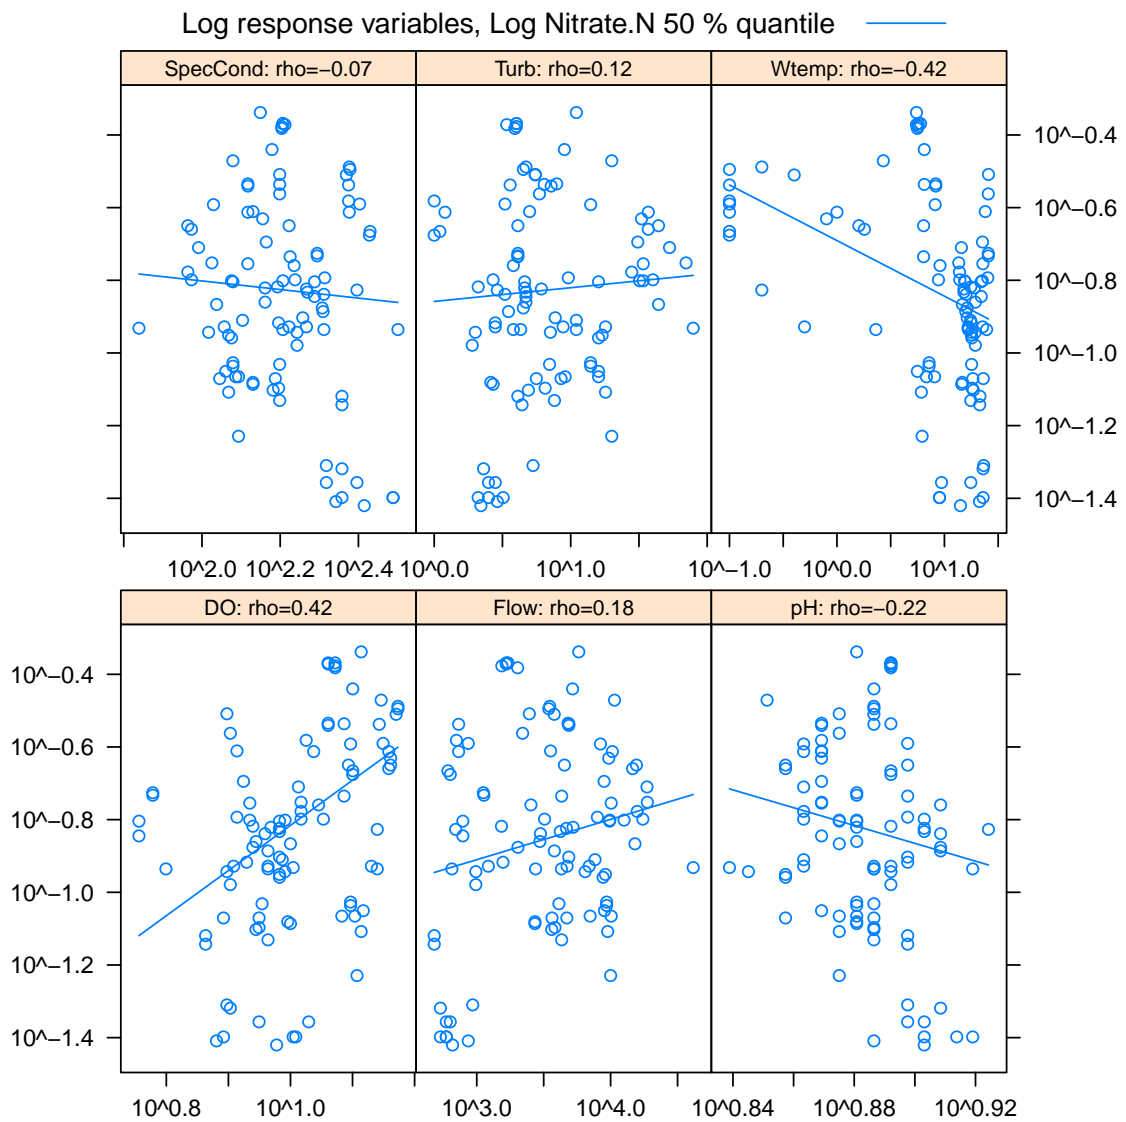 Log response variables, Log Nitrate.N 50 % quantile
SpecCond: rho=−0.07
Turb: rho=0.12
Wtemp: rho=−0.42
10^−0.4
10^−0.6
10^−0.8
10^−1.0
10^−1.2
10^−1.4
10^2.0 10^2.2 10^2.4
10^0.0 10^1.0
10^−1.0 10^0.0 10^1.0
DO: rho=0.42
Flow: rho=0.18
pH: rho=−0.22
10^−0.4
10^−0.6
10^−0.8
10^−1.0
10^−1.2
10^−1.4
10^0.8 10^1.0
10^3.0 10^4.0
10^0.84 10^0.88 10^0.92